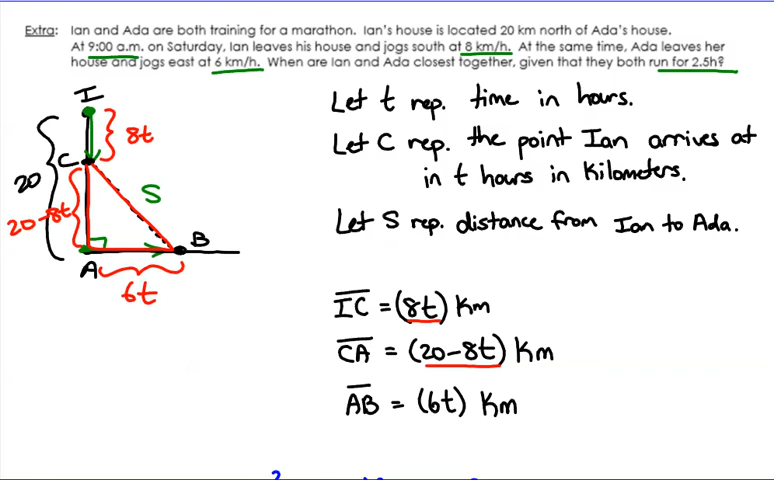 Extra: Ian and Ada are both training for a marathon. Ian's house is located 20 km north of Ada's house.
At 9:00 a.m. on Saturday, Ian leaves his house and jogs south at 8 km/h. At the same time, Ada leaves her
house and jogs east at 6 km/h. When are Ian and Ada closest together, given that they both run for 2.5h?
I
8t
C
20
S
20-8t
B
A
6t
Let t rep. time in hours.
Let C rep. the point Ian arrives at
in t hours in kilometers.
Let S rep. distance from Ian to Ada.
IC = (8t) km
CA = (20-8t) km
AB = (6t) km